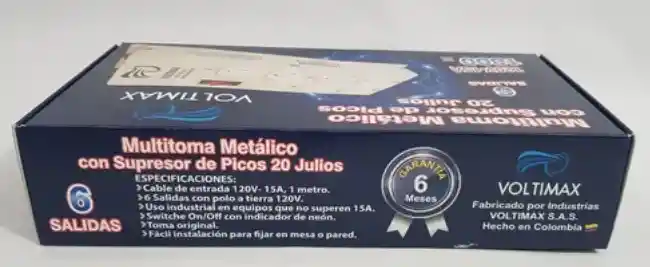 VOLTIMAX
6
SALIDAS
Multitoma Metálico
con Supresor de Picos
20 Julios
Multitoma Metálico
con Supresor de Picos 20 Julios
6
SALIDAS
ESPECIFICACIONES:
>Cable de entrada 120V- 15A, 1 metro.
>6 Salidas con polo a tierra 120V.
>Uso industrial en equipos que no superen 15A.
>Switche On/Off con indicador de neón.
>Toma original.
>Fácil instalación para fijar en mesa o pared.
GARANTIA
6
Meses
VOLTIMAX
Fabricado por Industrias
VOLTIMAX S.A.S.
Hecho en Colombia